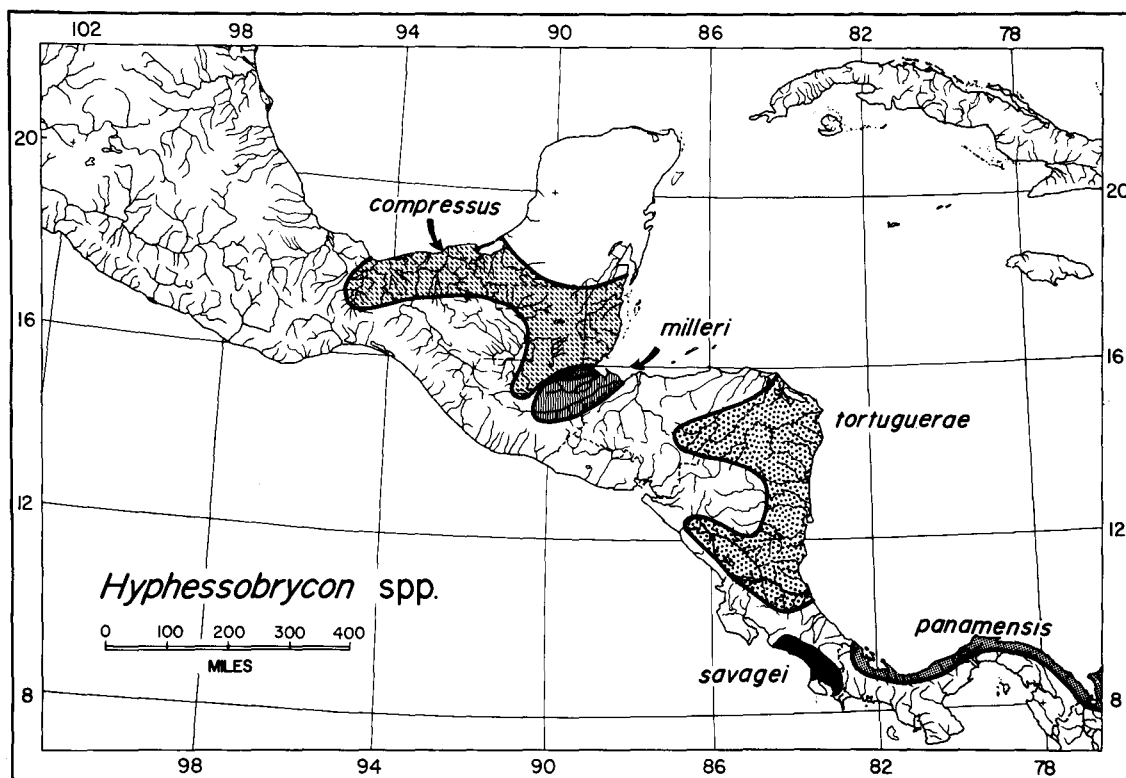 102 98 94 90 86 82 78
20 20
compressus
16 milleri 16
tortuguerae
12 12
Hyphessobrycon spp.
0 100 200 300 400
MILES
panamensis
savagei
8 8
98 94 90 86 82 78